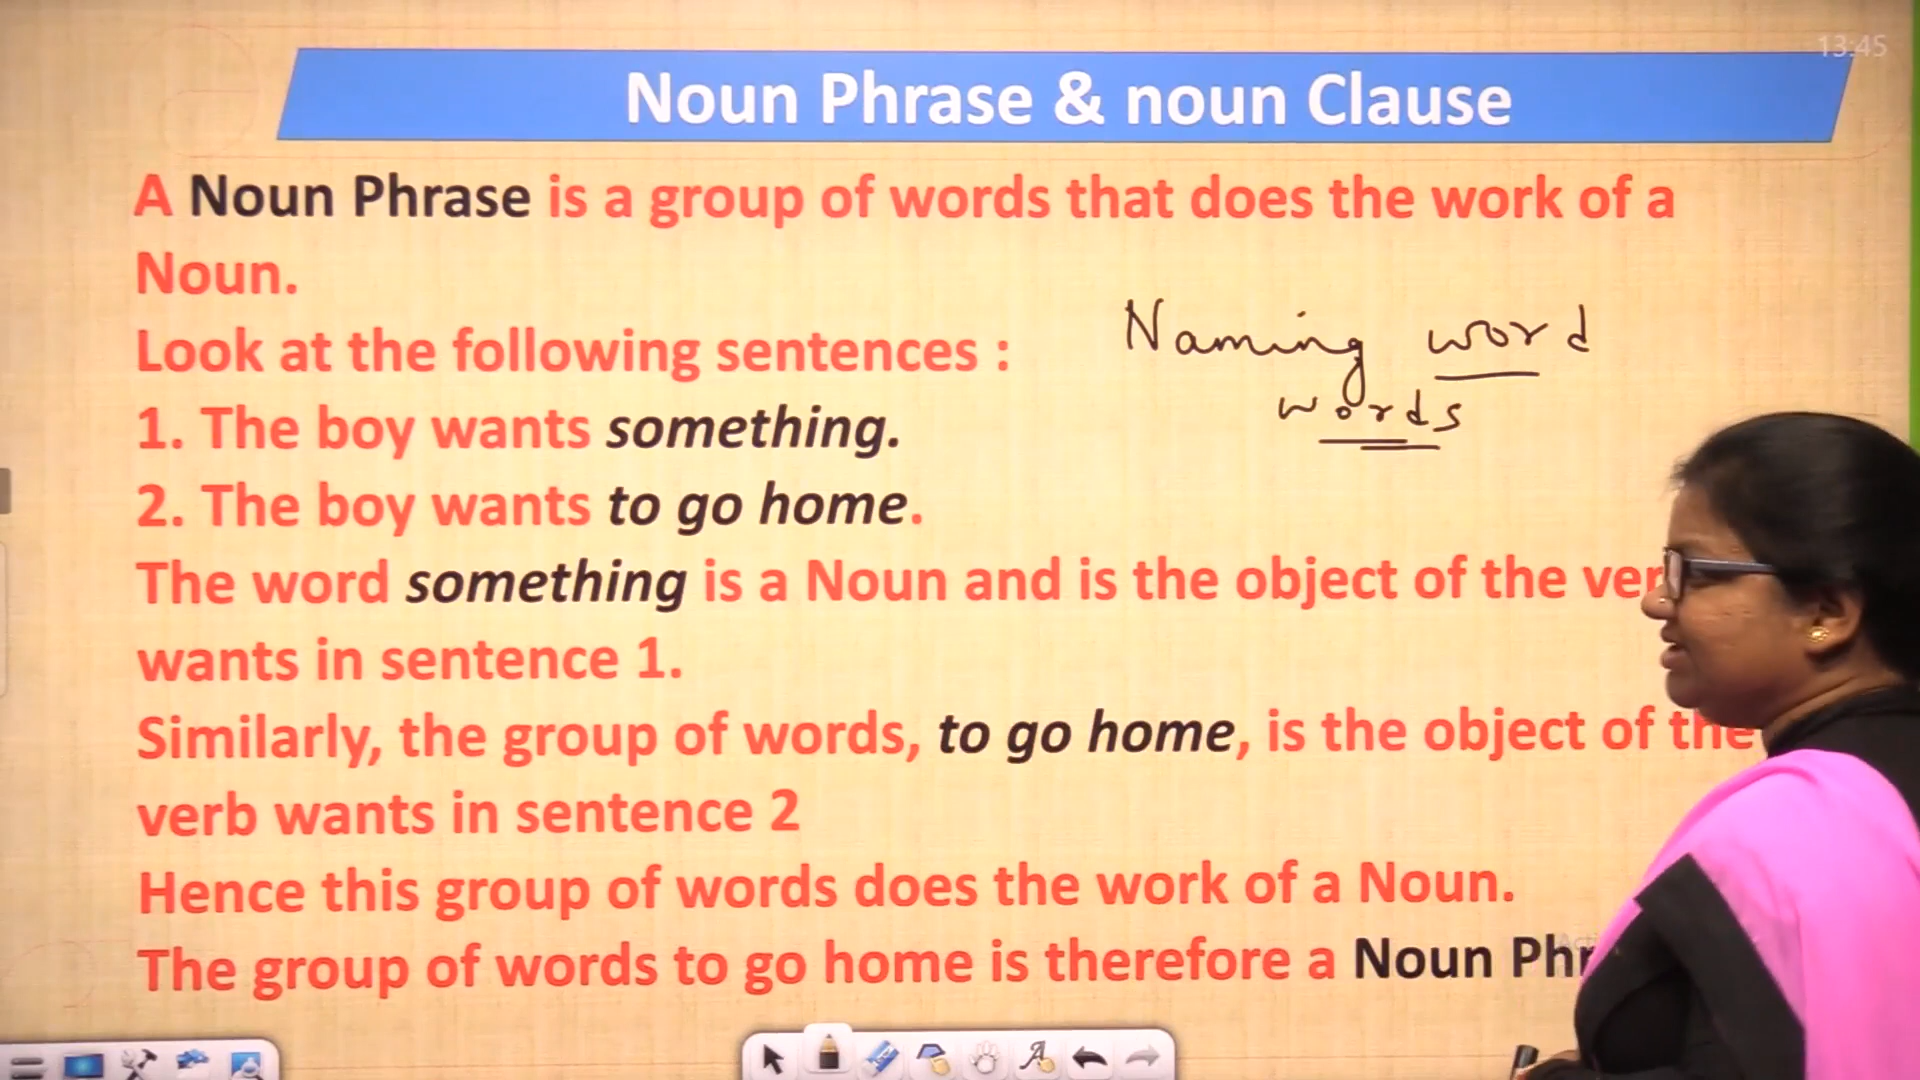 13:45
Noun Phrase & noun Clause
A Noun Phrase is a group of words that does the work of a
Noun.
Look at the following sentences :
Naming word
words
1. The boy wants something.
2. The boy wants to go home.
The word something is a Noun and is the object of the ver
wants in sentence 1.
Similarly, the group of words, to go home, is the object of the
verb wants in sentence 2
Hence this group of words does the work of a Noun.
The group of words to go home is therefore a Noun Phr